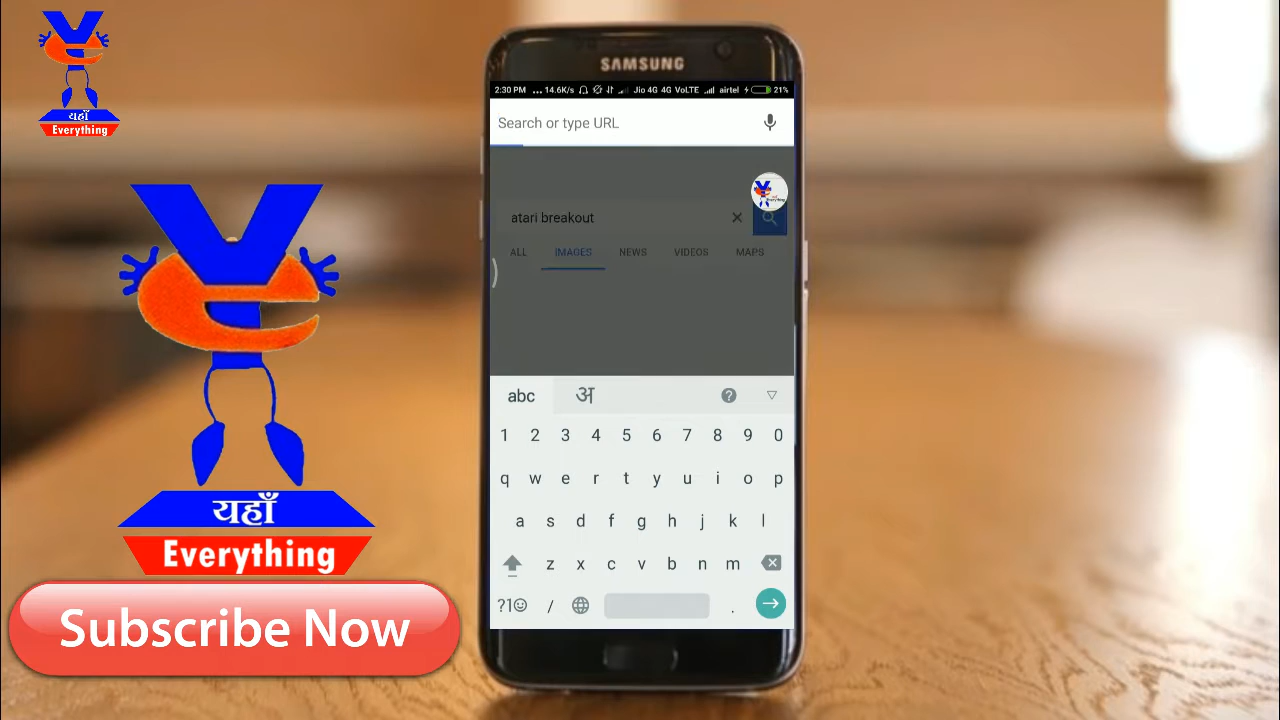 यहाँ
Everything
यहाँ
Everything
Subscribe Now
SAMSUNG
2:30 PM ... 14.6K/s Jio 4G 4G VoLTE airtel 21%
Search or type URL
atari breakout
ALL IMAGES NEWS VIDEOS MAPS
abc अ ?
1 2 3 4 5 6 7 8 9 0
q w e r t y u i o p
a s d f g h j k l
z x c v b n m
?1☺ / .